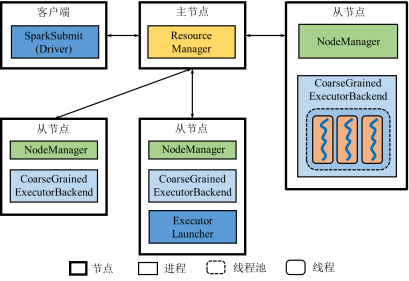 客户端
SparkSubmit
(Driver)
主节点
Resource
Manager
从节点
NodeManager
CoarseGrained
ExecutorBackend
从节点
NodeManager
CoarseGrained
ExecutorBackend
从节点
NodeManager
CoarseGrained
ExecutorBackend
Executor
Launcher
节点
进程
线程池
线程